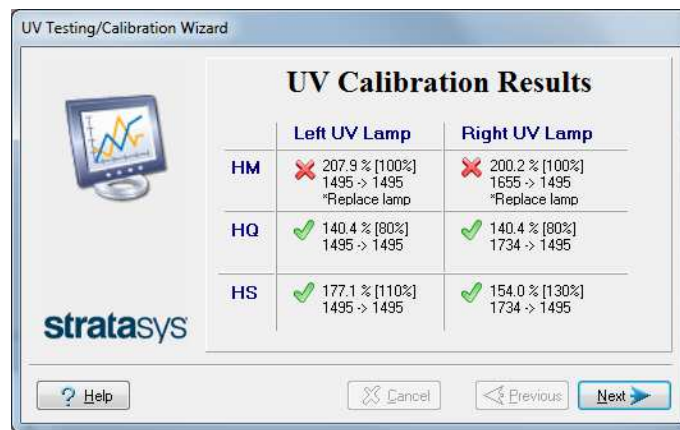 UV Testing/Calibration Wizard
UV Calibration Results
Left UV Lamp Right UV Lamp
HM 207.9 % [100%] 200.2 % [100%]
1495 -> 1495 1655 -> 1495
*Replace lamp *Replace lamp
HQ 140.4 % [80%] 140.4 % [80%]
1495 -> 1495 1734 -> 1495
HS 177.1 % [110%] 154.0 % [130%]
1495 -> 1495 1734 -> 1495
stratasys
? Help Cancel Previous Next